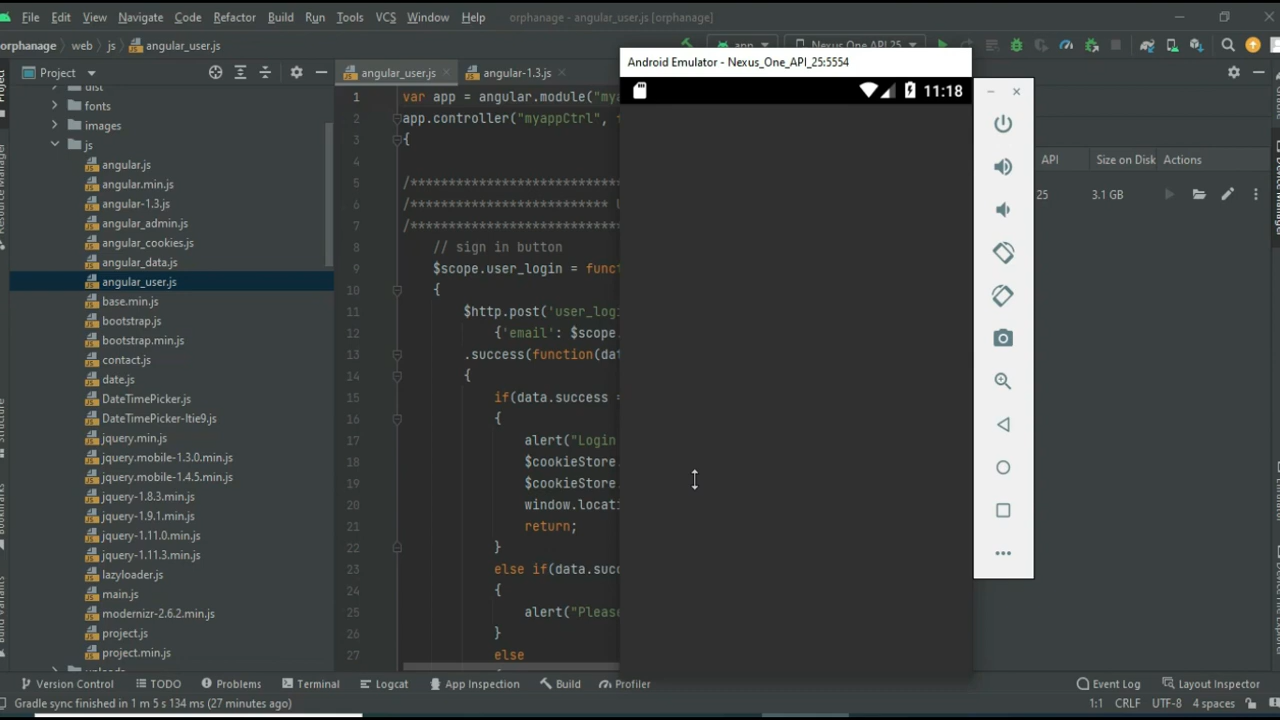 File Edit View Navigate Code Refactor Build Run Tools VCS Window Help orphanage - angular_user.js [orphanage]
orphanage web js angular_user.js app Nexus One API 25
Android Emulator - Nexus_One_API_25:5554
Project angular_user.js angular-1.3.js
11:18
fonts
images
js
angular.js
angular.min.js
angular-1.3.js
angular_admin.js
angular_cookies.js
angular_data.js
angular_user.js
base.min.js
bootstrap.js
bootstrap.min.js
contact.js
date.js
DateTimePicker.js
DateTimePicker-ltie9.js
jquery.min.js
jquery.mobile-1.3.0.min.js
jquery.mobile-1.4.5.min.js
jquery-1.8.3.min.js
jquery-1.9.1.min.js
jquery-1.11.0.min.js
jquery-1.11.3.min.js
lazyloader.js
main.js
modernizr-2.6.2.min.js
project.js
project.min.js
1 var app = angular.module("my
2 app.controller("myappCtrl",
3 {
4
5 /****************************
6 /**************************
7 /****************************
8 // sign in button
9 $scope.user_login = func
10 {
11 $http.post('user_log
12 {'email': $scope.
13 .success(function(da
14 {
15 if(data.success =
16 {
17 alert("Login
18 $cookieStore.
19 $cookieStore.
20 window.locati
21 return;
22 }
23 else if(data.succ
24 {
25 alert("Pleas
26 }
27 else
API Size on Disk Actions
25 3.1 GB
Resource Manager
Structure
Bookmarks
Build Variants
Version Control TODO Problems Terminal Logcat App Inspection Build Profiler Event Log Layout Inspector
Gradle sync finished in 1 m 5 s 134 ms (27 minutes ago) 1:1 CRLF UTF-8 4 spaces